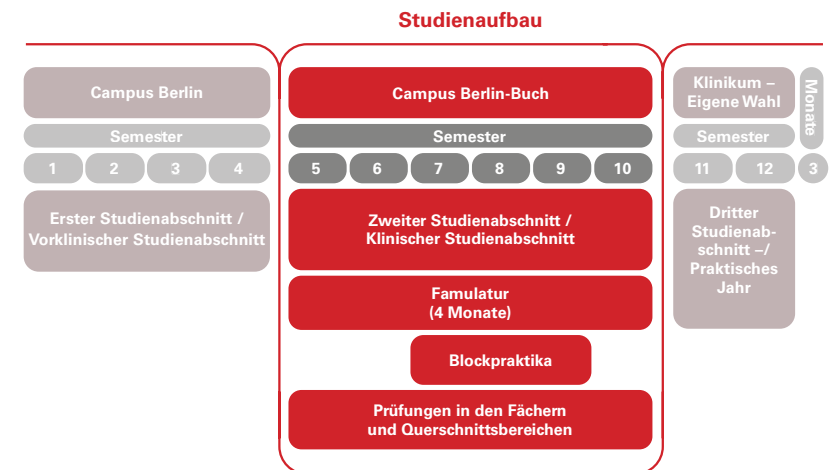 Studienaufbau
Campus Berlin
Campus Berlin-Buch
Klinikum –
Eigene Wahl
Monate
Semester
Semester
Semester
1 2 3 4 5 6 7 8 9 10 11 12 3
Erster Studienabschnitt /
Vorklinischer Studienabschnitt
Zweiter Studienabschnitt /
Klinischer Studienabschnitt
Dritter
Studienab-
schnitt –/
Praktisches
Jahr
Famulatur
(4 Monate)
Blockpraktika
Prüfungen in den Fächern
und Querschnittsbereichen